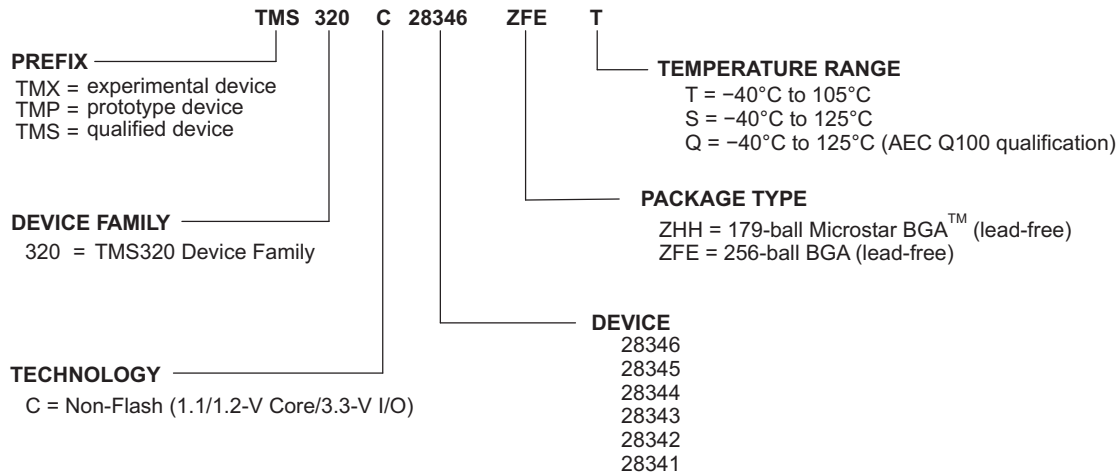 TMS 320 C 28346 ZFE T
PREFIX
TMX = experimental device
TMP = prototype device
TMS = qualified device
TEMPERATURE RANGE
T = −40°C to 105°C
S = −40°C to 125°C
Q = −40°C to 125°C (AEC Q100 qualification)
PACKAGE TYPE
ZHH = 179-ball Microstar BGA™ (lead-free)
ZFE = 256-ball BGA (lead-free)
DEVICE FAMILY
320 = TMS320 Device Family
DEVICE
28346
28345
28344
28343
28342
28341
TECHNOLOGY
C = Non-Flash (1.1/1.2-V Core/3.3-V I/O)